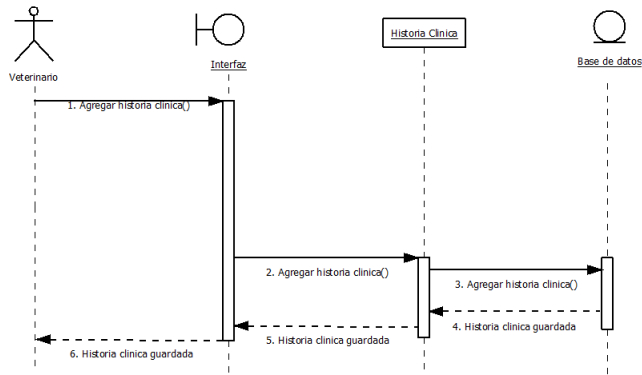 Veterinario
Interfaz
Historia Clinica
Base de datos
1. Agregar historia clinica()
2. Agregar historia clinica()
3. Agregar historia clinica()
4. Historia clinica guardada
5. Historia clinica guardada
6. Historia clinica guardada